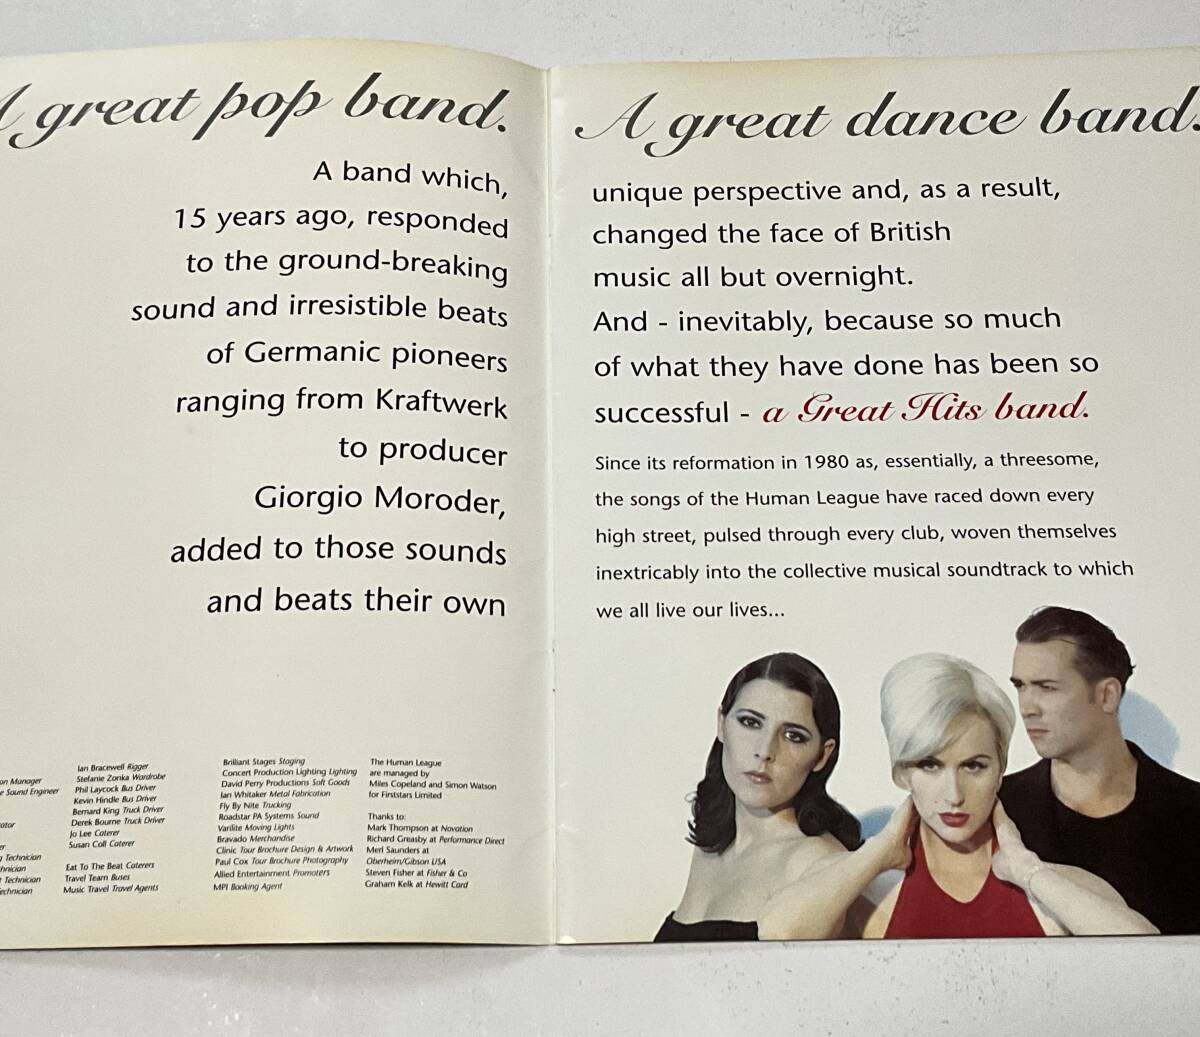 A great pop band.
A band which,
15 years ago, responded
to the ground-breaking
sound and irresistible beats
of Germanic pioneers
ranging from Kraftwerk
to producer
Giorgio Moroder,
added to those sounds
and beats their own
on Manager
e Sound Engineer
ator
er
g Technician
hnician
t Technician
echnician
Ian Bracewell Rigger
Stefanie Zonka Wardrobe
Phil Laycock Bus Driver
Kevin Hindle Bus Driver
Bernard King Truck Driver
Derek Bourne Truck Driver
Jo Lee Caterer
Susan Coll Caterer
Eat To The Beat Caterers
Travel Team Buses
Music Travel Travel Agents
Brilliant Stages Staging
Concert Production Lighting Lighting
David Perry Productions Soft Goods
Ian Whitaker Metal Fabrication
Fly By Nite Trucking
Roadstar PA Systems Sound
Varilite Moving Lights
Bravado Merchandise
Clinic Tour Brochure Design & Artwork
Paul Cox Tour Brochure Photography
Allied Entertainment Promoters
MPI Booking Agent
The Human League
are managed by
Miles Copeland and Simon Watson
for Firststars Limited
Thanks to:
Mark Thompson at Novation
Richard Greasby at Performance Direct
Merl Saunders at
Oberheim/Gibson USA
Steven Fisher at Fisher & Co
Graham Kelk at Hewitt Card
A great dance band.
unique perspective and, as a result,
changed the face of British
music all but overnight.
And - inevitably, because so much
of what they have done has been so
successful - a Great Hits band.
Since its reformation in 1980 as, essentially, a threesome,
the songs of the Human League have raced down every
high street, pulsed through every club, woven themselves
inextricably into the collective musical soundtrack to which
we all live our lives...